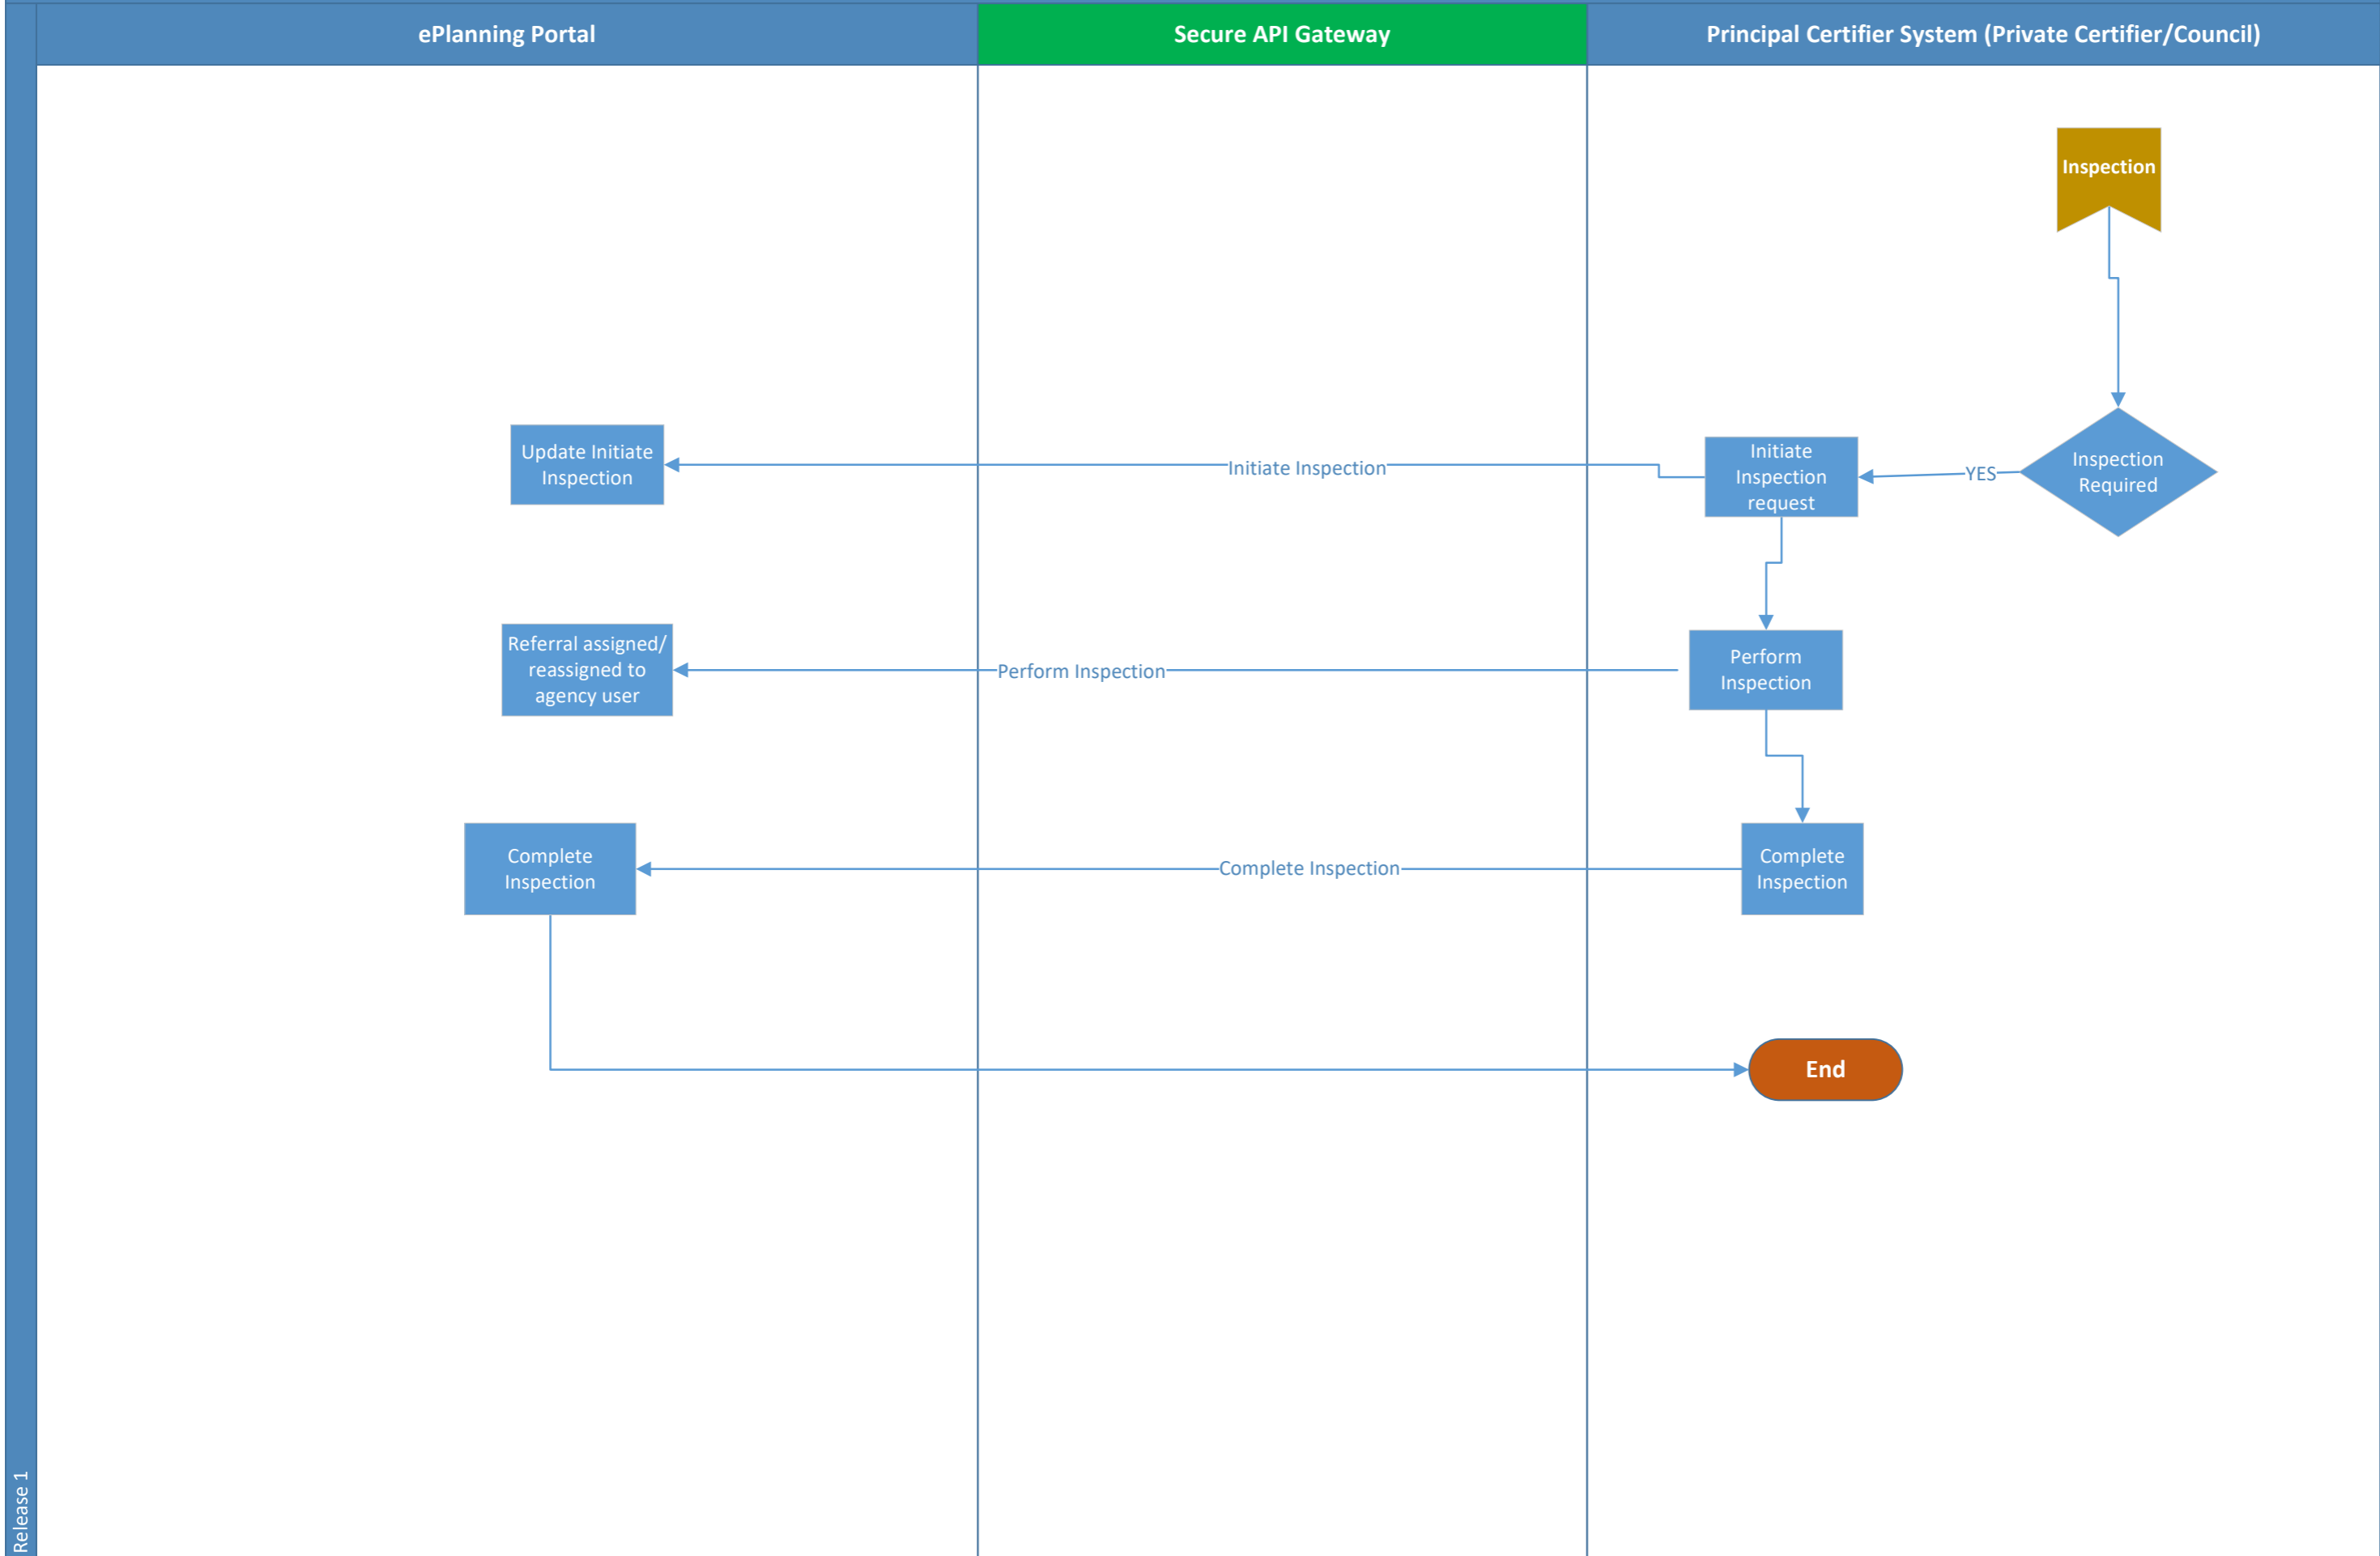 ePlanning Portal
Secure API Gateway
Principal Certifier System (Private Certifier/Council)
Inspection
Update Initiate
Inspection
Initiate Inspection
Initiate
Inspection
request
YES
Inspection
Required
Referral assigned/
reassigned to
agency user
Perform Inspection
Perform
Inspection
Complete
Inspection
Complete Inspection
Complete
Inspection
End
Release 1